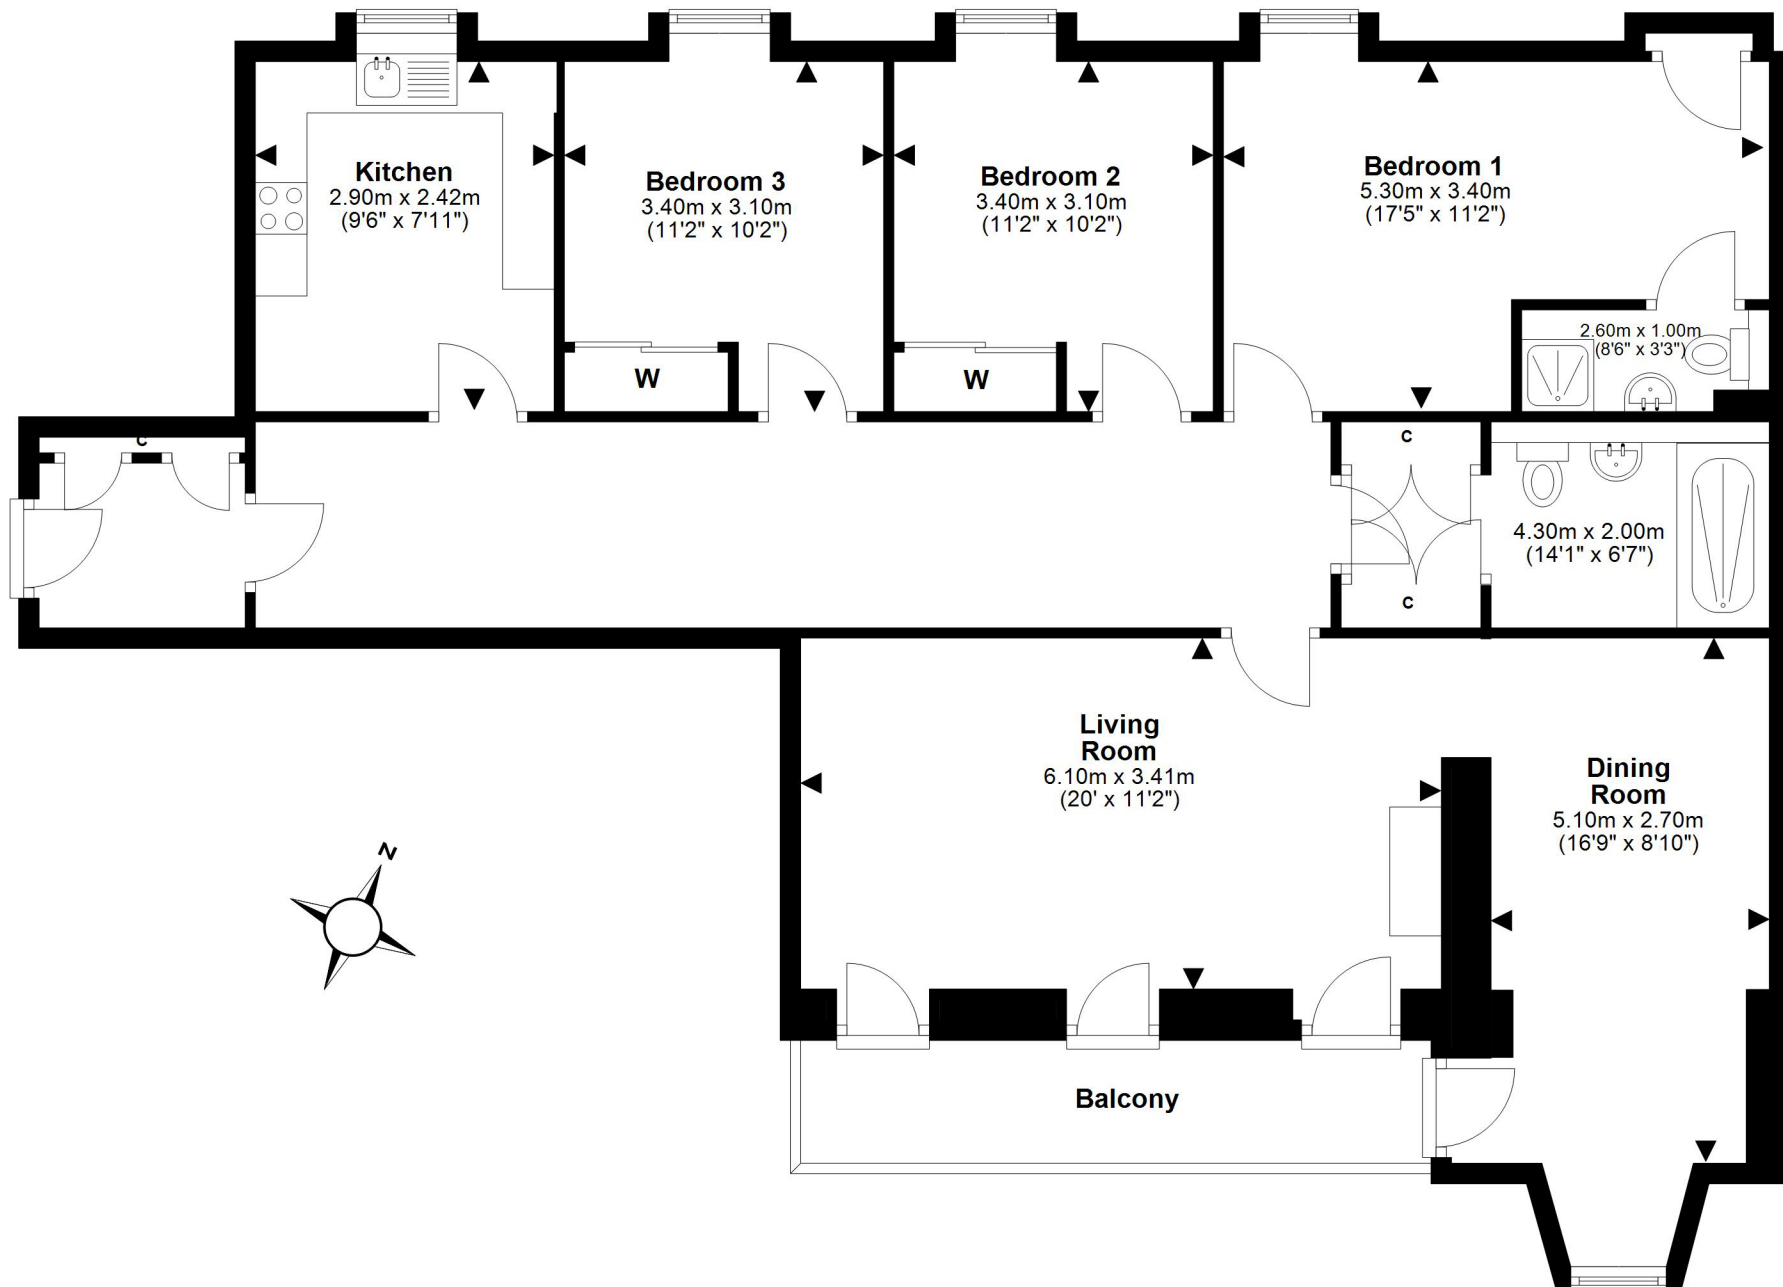 Kitchen
2.90m x 2.42m
(9'6" x 7'11")
Bedroom 3
3.40m x 3.10m
(11'2" x 10'2")
Bedroom 2
3.40m x 3.10m
(11'2" x 10'2")
Bedroom 1
5.30m x 3.40m
(17'5" x 11'2")
2.60m x 1.00m
(8'6" x 3'3")
W
W
C
C
4.30m x 2.00m
(14'1" x 6'7")
C
Living
Room
6.10m x 3.41m
(20' x 11'2")
Dining
Room
5.10m x 2.70m
(16'9" x 8'10")
N
Balcony